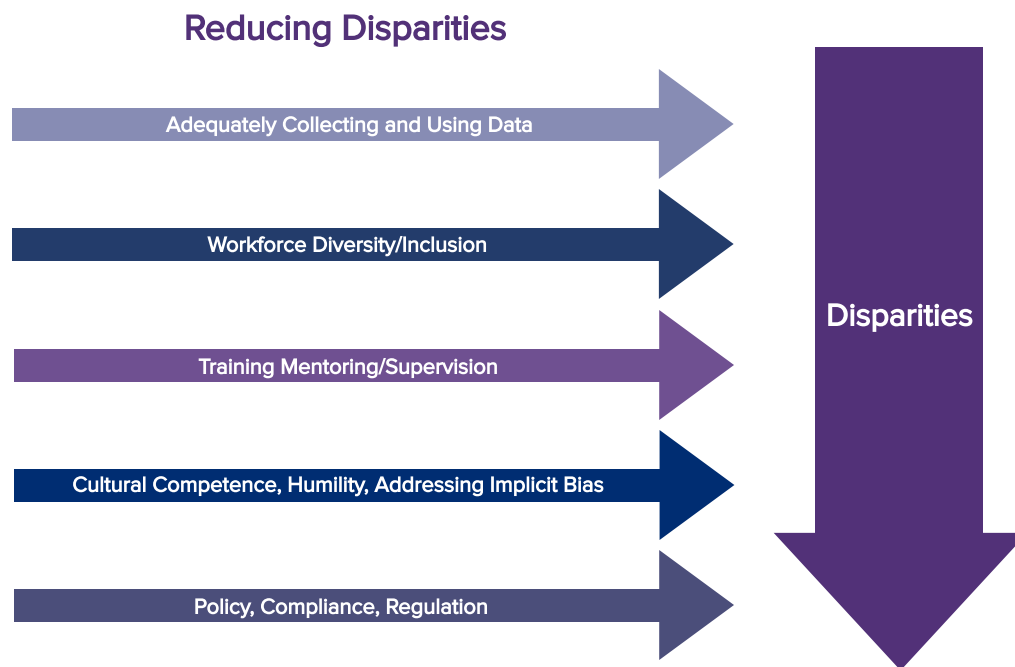 Reducing Disparities
Adequately Collecting and Using Data
Workforce Diversity/Inclusion
Training Mentoring/Supervision
Cultural Competence, Humility, Addressing Implicit Bias
Policy, Compliance, Regulation
Disparities